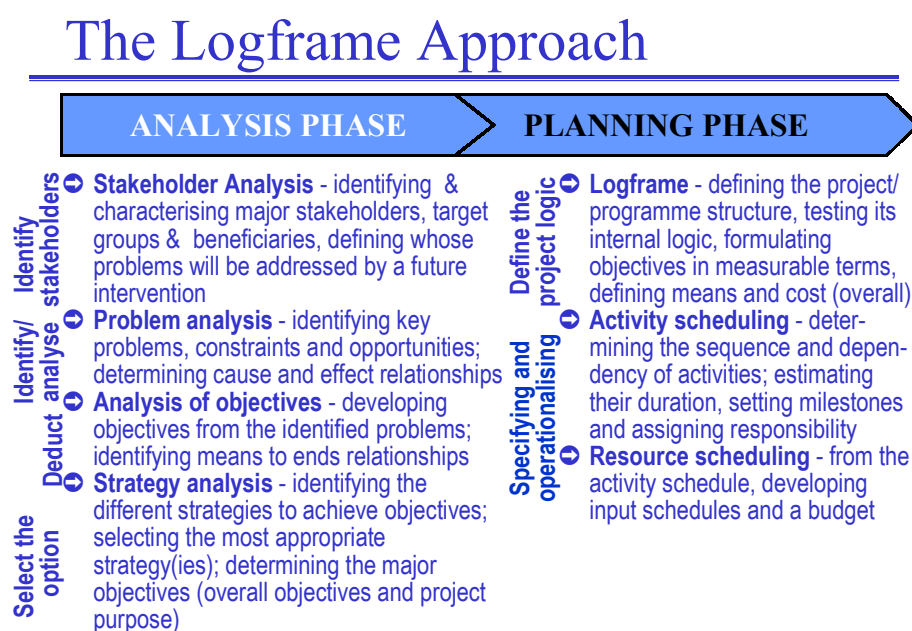 The Logframe Approach
ANALYSIS PHASE
PLANNING PHASE
Identify
stakeholders
Stakeholder Analysis - identifying &
characterising major stakeholders, target
groups & beneficiaries, defining whose
problems will be addressed by a future
intervention
Identify/
analyse
Problem analysis - identifying key
problems, constraints and opportunities;
determining cause and effect relationships
Deduct
Analysis of objectives - developing
objectives from the identified problems;
identifying means to ends relationships
Select the
option
Strategy analysis - identifying the
different strategies to achieve objectives;
selecting the most appropriate
strategy(ies); determining the major
objectives (overall objectives and project
purpose)
Define the
project logic
Logframe - defining the project/
programme structure, testing its
internal logic, formulating
objectives in measurable terms,
defining means and cost (overall)
Specifying and
operationalising
Activity scheduling - deter-
mining the sequence and depen-
dency of activities; estimating
their duration, setting milestones
and assigning responsibility
Resource scheduling - from the
activity schedule, developing
input schedules and a budget